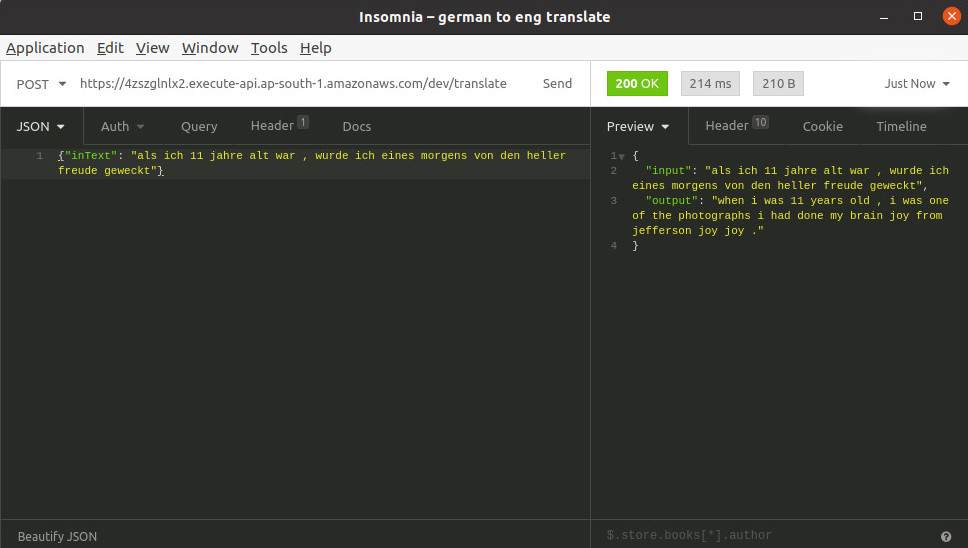 Insomnia – german to eng translate
Application Edit View Window Tools Help
POST https://4zszglnlx2.execute-api.ap-south-1.amazonaws.com/dev/translate Send
200 OK 214 ms 210 B Just Now
JSON Auth Query Header 1 Docs
Preview Header 10 Cookie Timeline
1 {"inText": "als ich 11 jahre alt war , wurde ich eines morgens von den heller
freude geweckt"}
1 {
2 "input": "als ich 11 jahre alt war , wurde ich
eines morgens von den heller freude geweckt",
3 "output": "when i was 11 years old , i was one
of the photographs i had done my brain joy from
jefferson joy joy ."
4 }
Beautify JSON
$.store.books[*].author